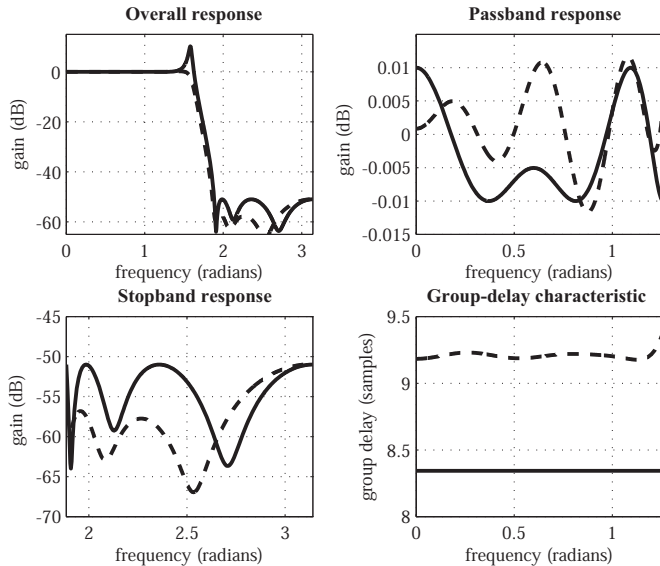 Overall response
0
-20
-40
-60
gain (dB)
0
1
2
3
frequency (radians)
Passband response
0.01
0.005
0
-0.005
-0.01
-0.015
gain (dB)
0
0.5
1
frequency (radians)
Stopband response
-45
-50
-55
-60
-65
-70
gain (dB)
2
2.5
3
frequency (radians)
Group-delay characteristic
9.5
9
8.5
8
group delay (samples)
0
0.5
1
frequency (radians)